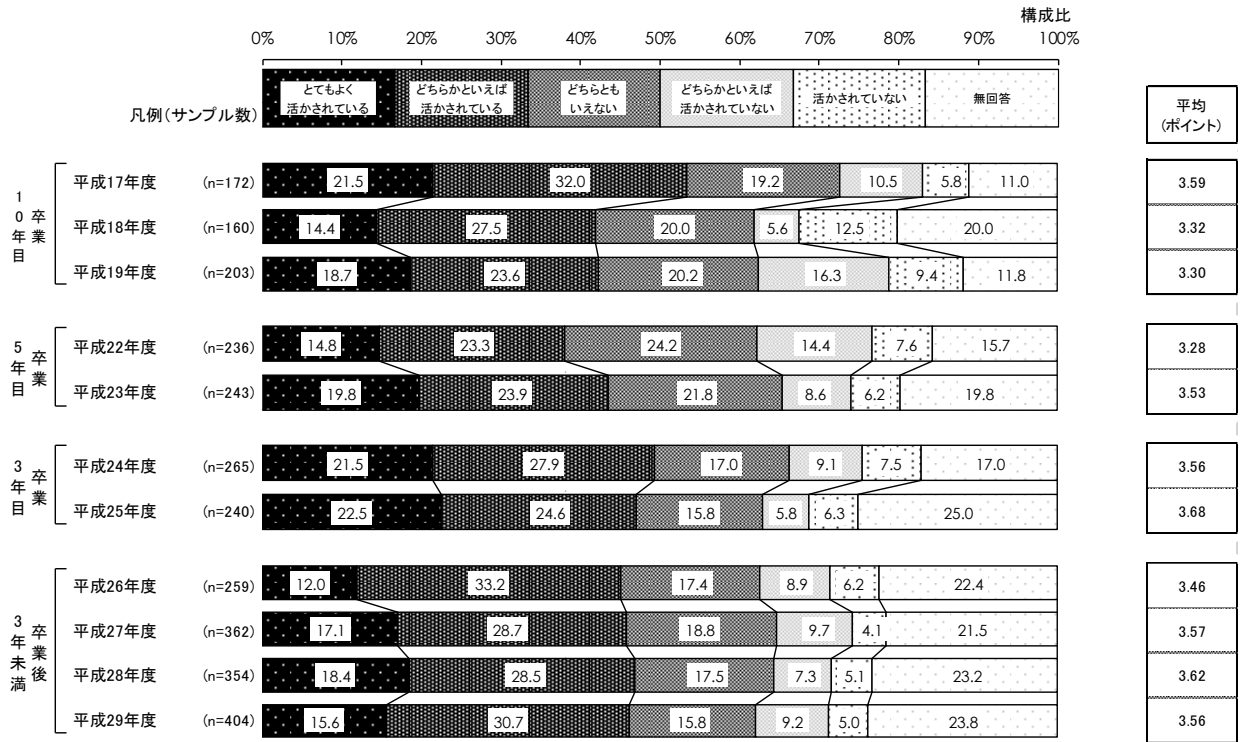 構成比
0% 10% 20% 30% 40% 50% 60% 70% 80% 90% 100%
凡例(サンプル数)
とてもよく
活かされている
どちらかといえば
活かされている
どちらとも
いえない
どちらかといえば
活かされていない
活かされていない
無回答
平均
(ポイント)
卒業
10年目
平成17年度 (n=172) 21.5 32.0 19.2 10.5 5.8 11.0 3.59
平成18年度 (n=160) 14.4 27.5 20.0 5.6 12.5 20.0 3.32
平成19年度 (n=203) 18.7 23.6 20.2 16.3 9.4 11.8 3.30
卒業
5年目
平成22年度 (n=236) 14.8 23.3 24.2 14.4 7.6 15.7 3.28
平成23年度 (n=243) 19.8 23.9 21.8 8.6 6.2 19.8 3.53
卒業
3年目
平成24年度 (n=265) 21.5 27.9 17.0 9.1 7.5 17.0 3.56
平成25年度 (n=240) 22.5 24.6 15.8 5.8 6.3 25.0 3.68
卒業後
3年未満
平成26年度 (n=259) 12.0 33.2 17.4 8.9 6.2 22.4 3.46
平成27年度 (n=362) 17.1 28.7 18.8 9.7 4.1 21.5 3.57
平成28年度 (n=354) 18.4 28.5 17.5 7.3 5.1 23.2 3.62
平成29年度 (n=404) 15.6 30.7 15.8 9.2 5.0 23.8 3.56